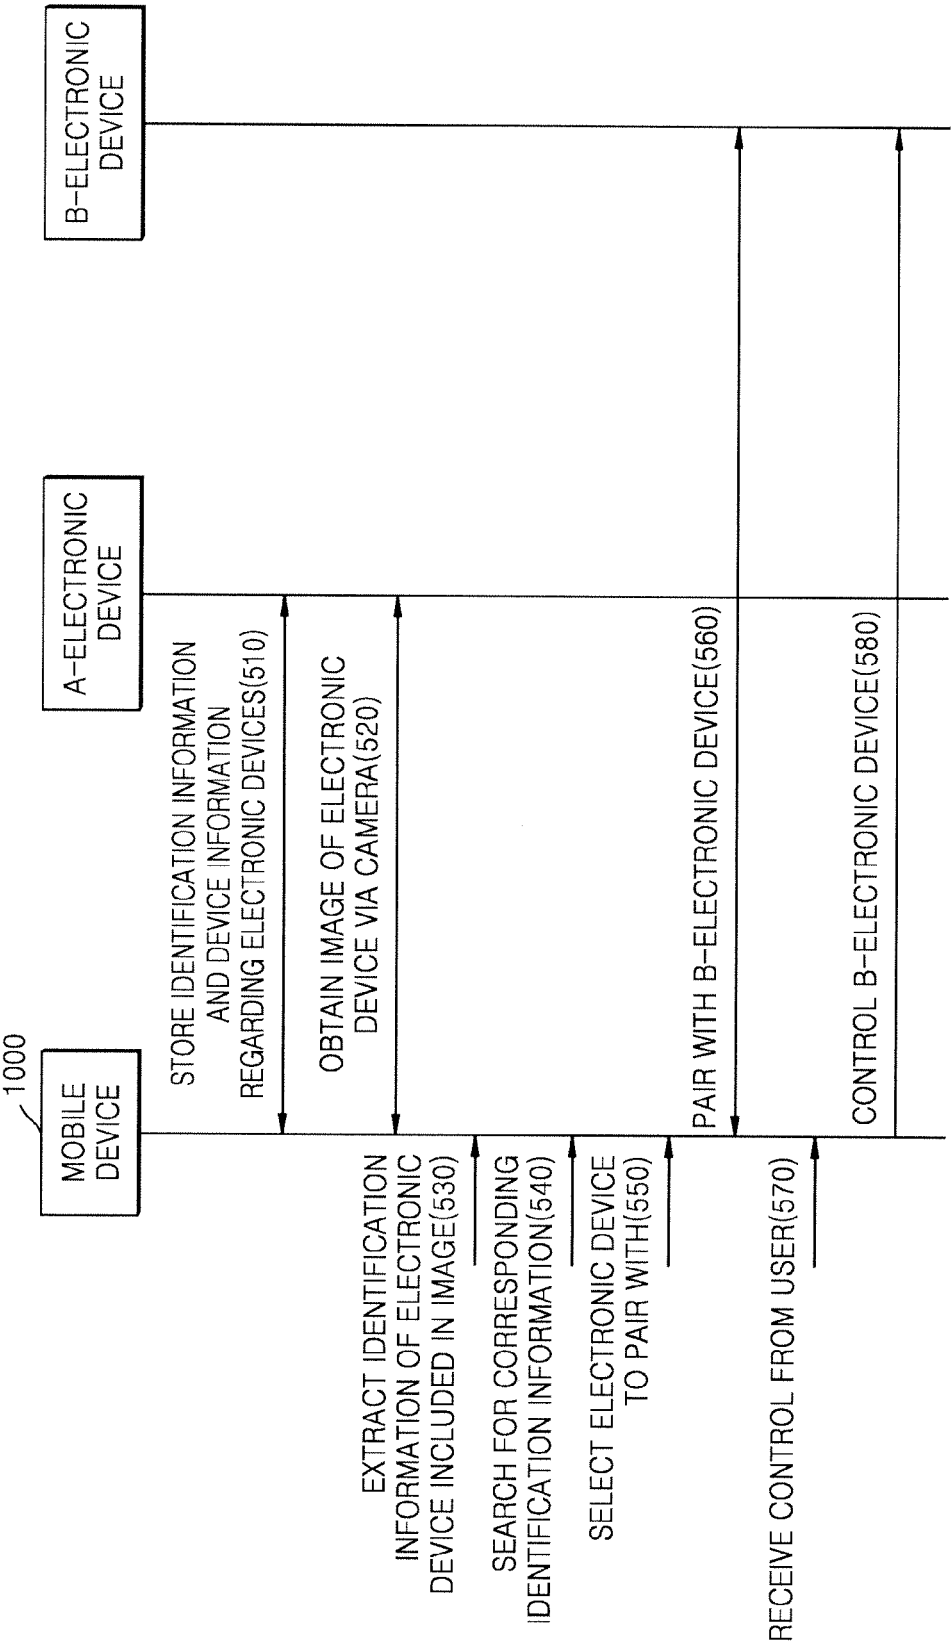 1000
MOBILE
DEVICE
A-ELECTRONIC
DEVICE
B-ELECTRONIC
DEVICE
STORE IDENTIFICATION INFORMATION
AND DEVICE INFORMATION
REGARDING ELECTRONIC DEVICES(510)
OBTAIN IMAGE OF ELECTRONIC
DEVICE VIA CAMERA(520)
EXTRACT IDENTIFICATION
INFORMATION OF ELECTRONIC
DEVICE INCLUDED IN IMAGE(530)
SEARCH FOR CORRESPONDING
IDENTIFICATION INFORMATION(540)
SELECT ELECTRONIC DEVICE
TO PAIR WITH(550)
PAIR WITH B-ELECTRONIC DEVICE(560)
RECEIVE CONTROL FROM USER(570)
CONTROL B-ELECTRONIC DEVICE(580)